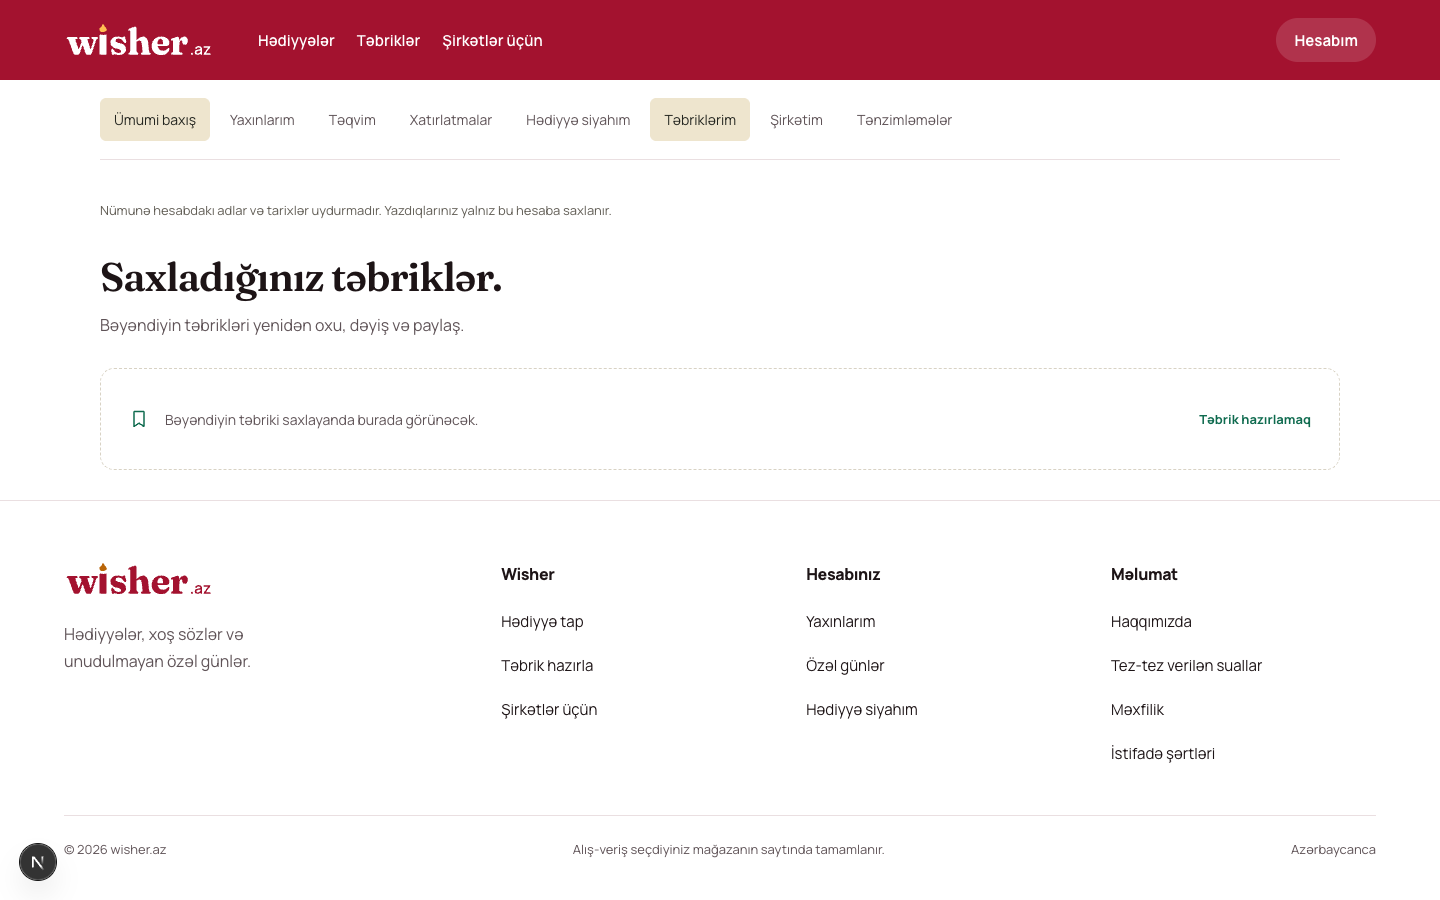 wisher.az
Hədiyyələr Təbriklər Şirkətlər üçün
Hesabım
Ümumi baxış Yaxınlarım Təqvim Xatırlatmalar Hədiyyə siyahım Təbriklərim Şirkətim Tənzimləmələr
Nümunə hesabdakı adlar və tarixlər uydurmadır. Yazdıqlarınız yalnız bu hesaba saxlanır.
Saxladığınız təbriklər.
Bəyəndiyin təbrikləri yenidən oxu, dəyiş və paylaş.
Bəyəndiyin təbriki saxlayanda burada görünəcək.
Təbrik hazırlamaq
wisher.az
Hədiyyələr, xoş sözlər və
unudulmayan özəl günlər.
Wisher
Hədiyyə tap
Təbrik hazırla
Şirkətlər üçün
Hesabınız
Yaxınlarım
Özəl günlər
Hədiyyə siyahım
Məlumat
Haqqımızda
Tez-tez verilən suallar
Məxfilik
İstifadə şərtləri
N
© 2026 wisher.az
Alış-veriş seçdiyiniz mağazanın saytında tamamlanır.
Azərbaycanca